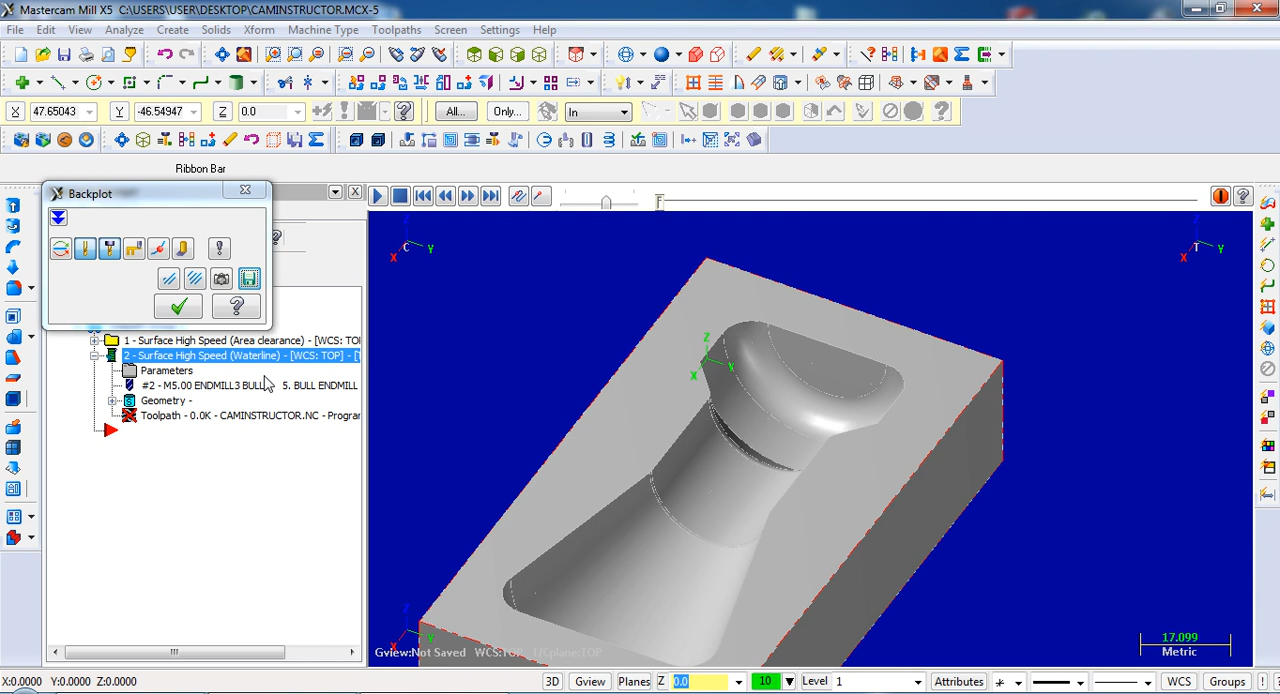 Mastercam Mill X5 C:\USERS\USER\DESKTOP\CAMINSTRUCTOR.MCX-5
File Edit View Analyze Create Solids Xform Machine Type Toolpaths Screen Settings Help
X 47.65043 Y -46.54947 Z 0.0 All... Only... In
Ribbon Bar
Backplot
F
Z Y X C
Z Y X T
1 - Surface High Speed (Area clearance) - [WCS: TO
2 - Surface High Speed (Waterline) - [WCS: TOP] - [
Parameters
#2 - M5.00 ENDMILL3 BULL 5. BULL ENDMILL
Geometry -
Toolpath - 0.0K - CAMINSTRUCTOR.NC - Program
Z
Y
X
Z
Y
X
17.099
Metric
Gview:Not Saved WCS:TOP T/Cplane:TOP
X:0.0000 Y:0.0000 Z:0.0000 3D Gview Planes Z 0.0 10 Level 1 Attributes WCS Groups